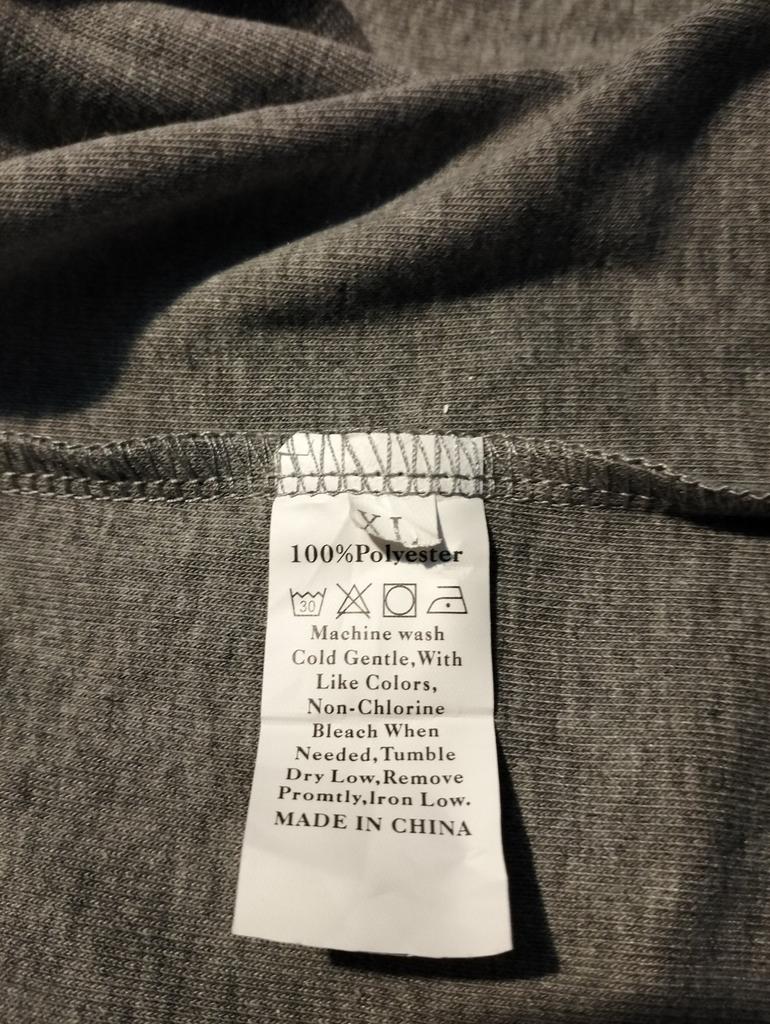 XL
100%Polyester
30
Machine wash
Cold Gentle,With
Like Colors,
Non-Chlorine
Bleach When
Needed,Tumble
Dry Low,Remove
Promtly,Iron Low.
MADE IN CHINA